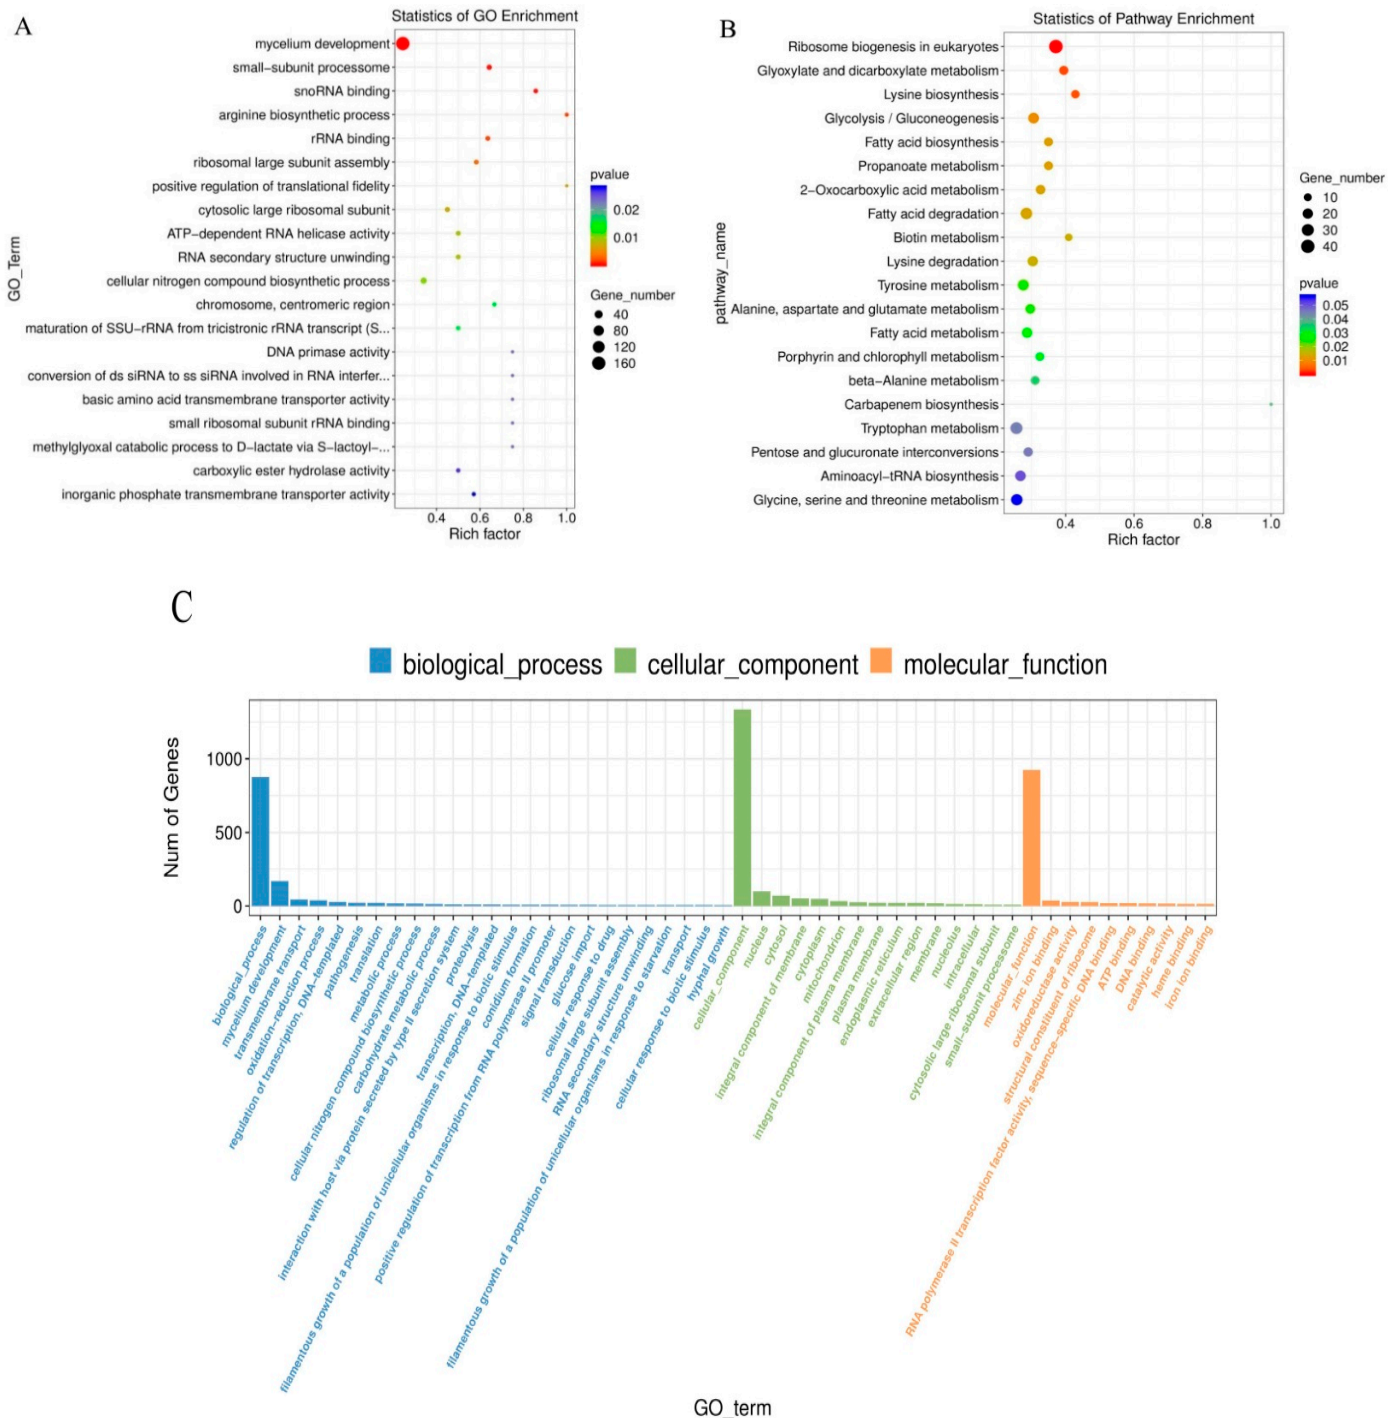 A
Statistics of GO Enrichment
GO_Term
mycelium development
small−subunit processome
snoRNA binding
arginine biosynthetic process
rRNA binding
ribosomal large subunit assembly
positive regulation of translational fidelity
cytosolic large ribosomal subunit
ATP−dependent RNA helicase activity
RNA secondary structure unwinding
cellular nitrogen compound biosynthetic process
chromosome, centromeric region
maturation of SSU−rRNA from tricistronic rRNA transcript (S...
DNA primase activity
conversion of ds siRNA to ss siRNA involved in RNA interfer...
basic amino acid transmembrane transporter activity
small ribosomal subunit rRNA binding
methylglyoxal catabolic process to D−lactate via S−lactoyl−...
carboxylic ester hydrolase activity
inorganic phosphate transmembrane transporter activity
0.4 0.6 0.8 1.0
Rich factor
pvalue
0.02
0.01
Gene_number
40
80
120
160
B
Statistics of Pathway Enrichment
pathway_name
Ribosome biogenesis in eukaryotes
Glyoxylate and dicarboxylate metabolism
Lysine biosynthesis
Glycolysis / Gluconeogenesis
Fatty acid biosynthesis
Propanoate metabolism
2−Oxocarboxylic acid metabolism
Fatty acid degradation
Biotin metabolism
Lysine degradation
Tyrosine metabolism
Alanine, aspartate and glutamate metabolism
Fatty acid metabolism
Porphyrin and chlorophyll metabolism
beta−Alanine metabolism
Carbapenem biosynthesis
Tryptophan metabolism
Pentose and glucuronate interconversions
Aminoacyl−tRNA biosynthesis
Glycine, serine and threonine metabolism
0.4 0.6 0.8 1.0
Rich factor
Gene_number
10
20
30
40
pvalue
0.05
0.04
0.03
0.02
0.01
C
biological_process cellular_component molecular_function
Num of Genes
1000
500
0
biological_process
mycelium development
transmembrane transport
oxidation−reduction process
regulation of transcription, DNA−templated
pathogenesis
translation
metabolic process
cellular nitrogen compound biosynthetic process
carbohydrate metabolic process
interaction with host via protein secreted by type II secretion system
proteolysis
transcription, DNA−templated
filamentous growth of a population of unicellular organisms in response to biotic stimulus
conidium formation
positive regulation of transcription from RNA polymerase II promoter
signal transduction
glucose import
cellular response to drug
ribosomal large subunit assembly
RNA secondary structure unwinding
filamentous growth of a population of unicellular organisms in response to starvation
transport
cellular response to biotic stimulus
hyphal growth
cellular_component
nucleus
cytosol
integral component of membrane
cytoplasm
mitochondrion
integral component of plasma membrane
plasma membrane
endoplasmic reticulum
extracellular region
membrane
nucleolus
intracellular
cytosolic large ribosomal subunit
small−subunit processome
molecular_function
zinc ion binding
oxidoreductase activity
structural constituent of ribosome
RNA polymerase II transcription factor activity, sequence−specific DNA binding
ATP binding
DNA binding
catalytic activity
heme binding
iron ion binding
GO_term